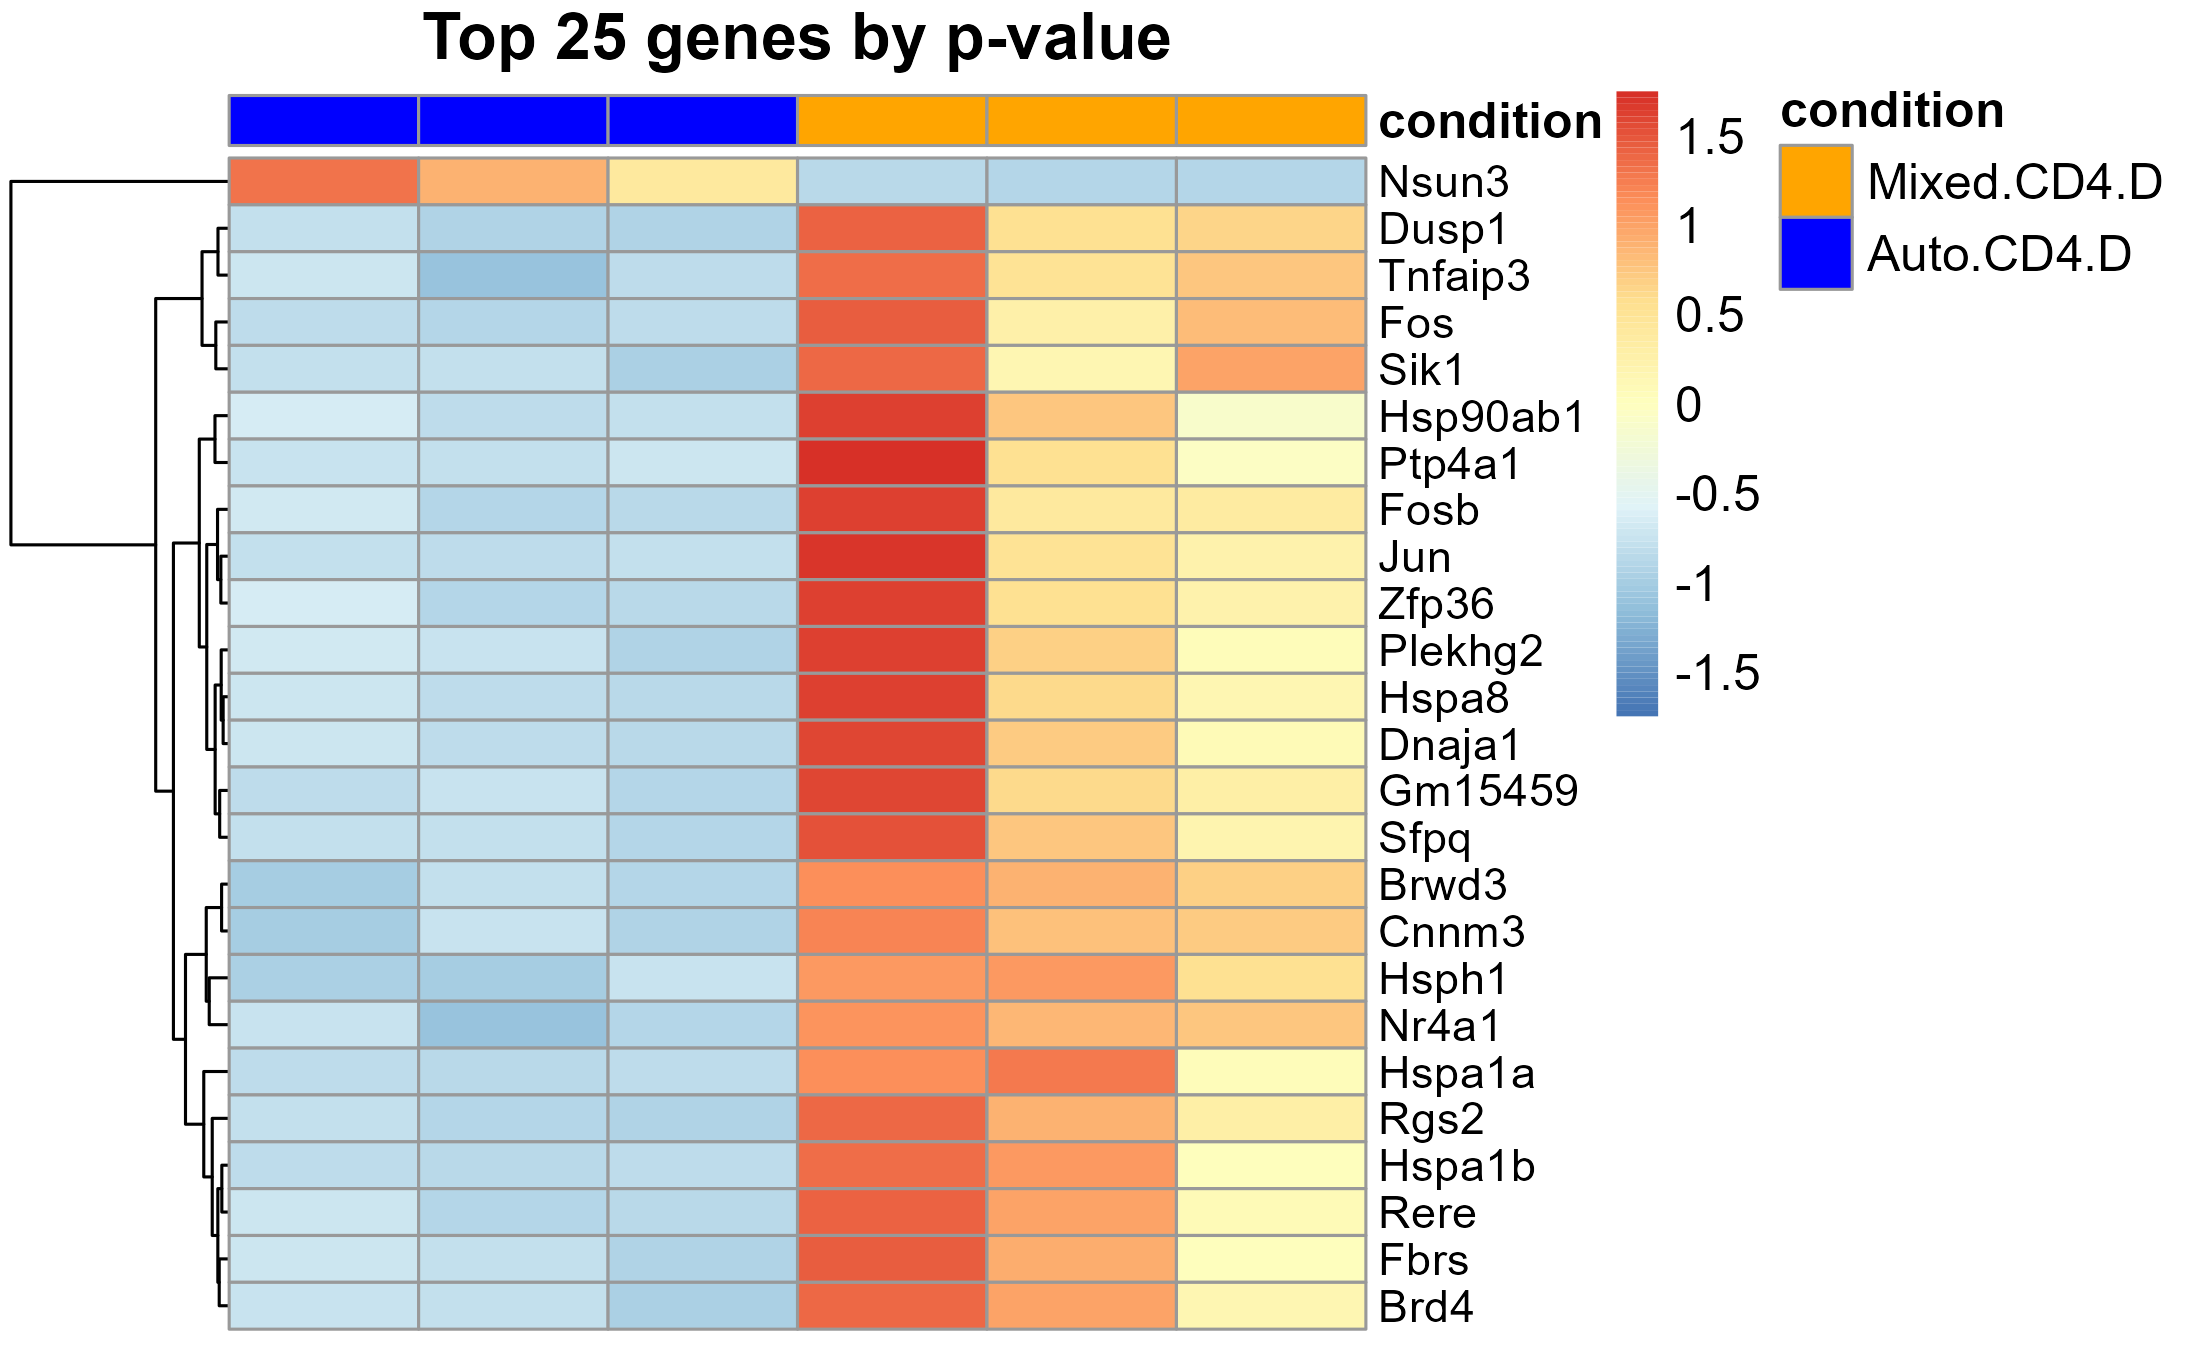 Top 25 genes by p-value
condition
Nsun3
Dusp1
Tnfaip3
Fos
Sik1
Hsp90ab1
Ptp4a1
Fosb
Jun
Zfp36
Plekhg2
Hspa8
Dnaja1
Gm15459
Sfpq
Brwd3
Cnnm3
Hsph1
Nr4a1
Hspa1a
Rgs2
Hspa1b
Rere
Fbrs
Brd4
1.5
1
0.5
0
-0.5
-1
-1.5
condition
Mixed.CD4.D
Auto.CD4.D